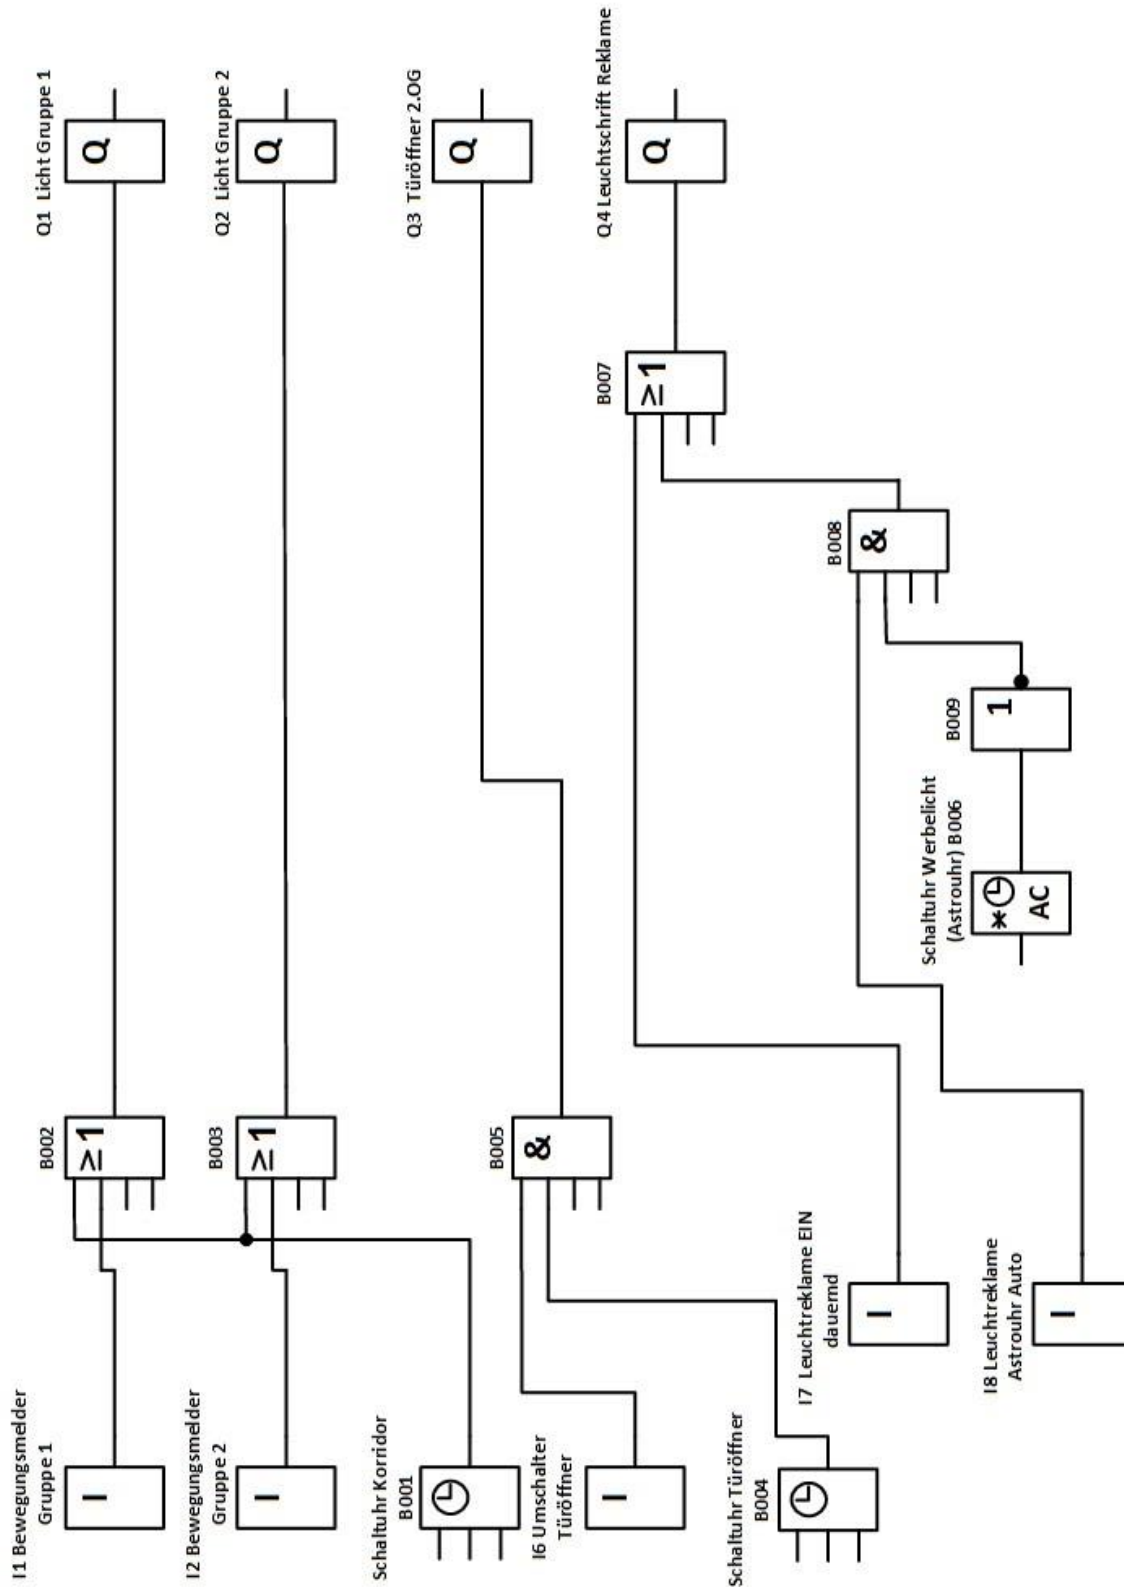 I1 Bewegungsmelder
Gruppe 1
I
B002
≥1
Q1 Licht Gruppe 1
Q
I2 Bewegungsmelder
Gruppe 2
I
B003
≥1
Q2 Licht Gruppe 2
Q
Schaltuhr Korridor
B001
I6 Umschalter
Türöffner
I
B005
&
Q3 Türöffner 2.OG
Q
Schaltuhr Türöffner
B004
I7 Leuchtreklame EIN
dauernd
I
B007
≥1
Q4 Leuchtschrift Reklame
Q
I8 Leuchtreklame
Astrouhr Auto
I
B008
&
Schaltuhr Werbelicht
(Astrouhr) B006
*
AC
B009
1